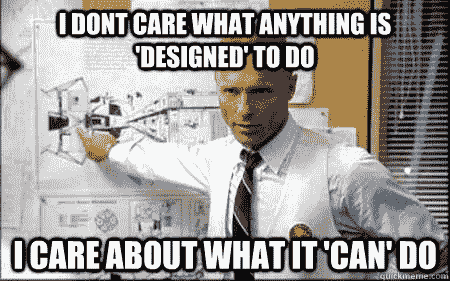 I DONT CARE WHAT ANYTHING IS
'DESIGNED' TO DO
I CARE ABOUT WHAT IT 'CAN' DO
quickmeme.com